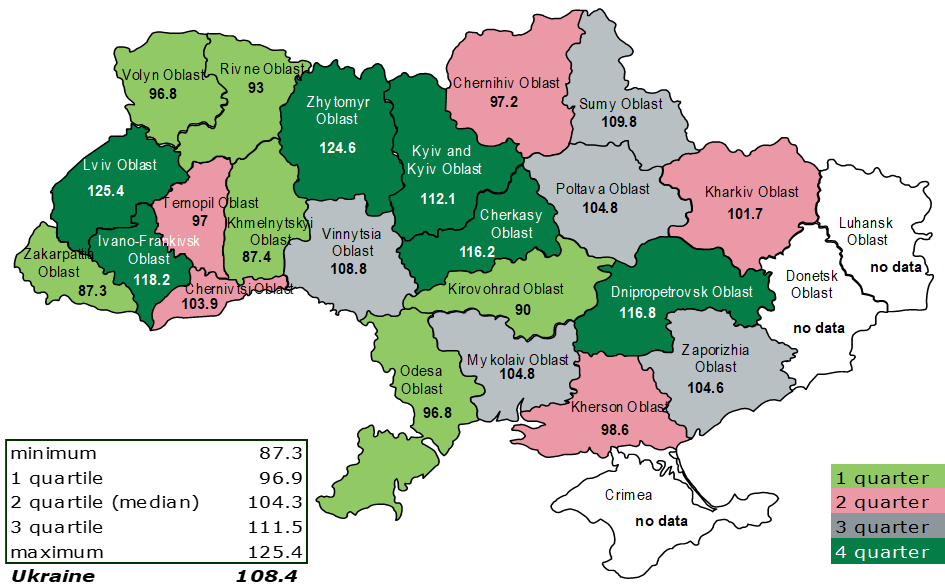 Volyn Oblast
96.8
Rivne Oblast
93
Zhytomyr
Oblast
124.6
Kyiv and
Kyiv Oblast
112.1
Chernihiv Oblast
97.2
Sumy Oblast
109.8
Lviv Oblast
125.4
Ternopil Oblast
97
Khmelnytskyi
Oblast
87.4
Ivano-Frankivsk
Oblast
118.2
Zakarpattia
Oblast
87.3
Chernivtsi Oblast
103.9
Vinnytsia
Oblast
108.8
Cherkasy
Oblast
116.2
Poltava Oblast
104.8
Kharkiv Oblast
101.7
Luhansk
Oblast
no data
Donetsk
Oblast
no data
Kirovohrad Oblast
90
Dnipropetrovsk Oblast
116.8
Zaporizhia
Oblast
104.6
Mykolaiv Oblast
104.8
Odesa
Oblast
96.8
Kherson Oblast
98.6
Crimea
no data
minimum 87.3
1 quartile 96.9
2 quartile (median) 104.3
3 quartile 111.5
maximum 125.4
Ukraine 108.4
1 quarter
2 quarter
3 quarter
4 quarter